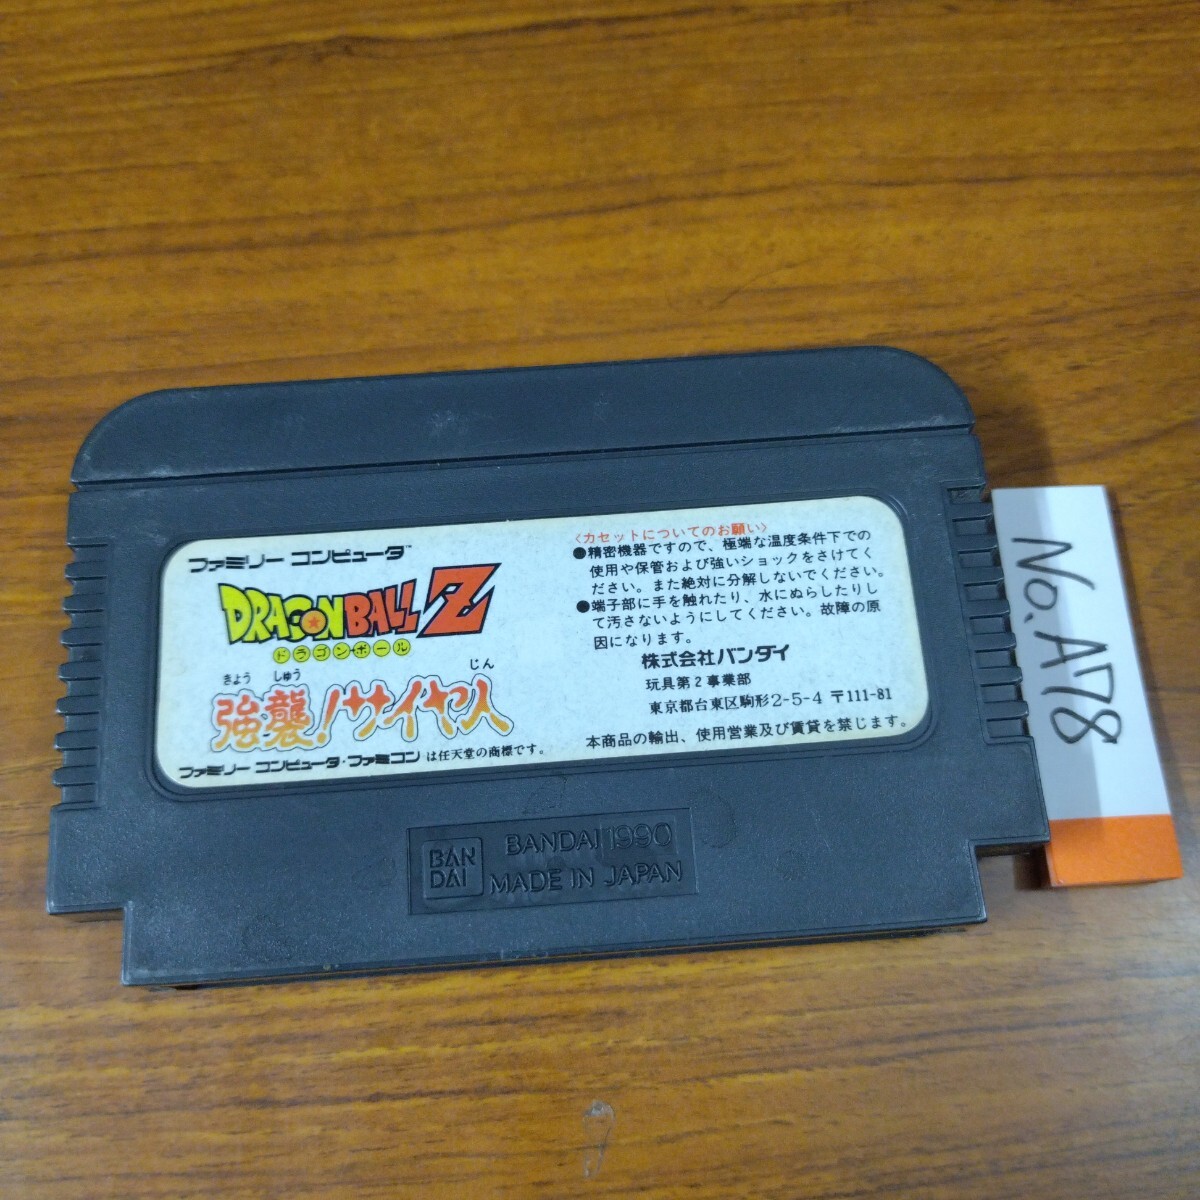 ファミリー コンピュータ™
DRAGON BALL Z
ドラゴンボール
きょう しゅう じん
強襲!サイヤ人
ファミリー コンピュータ・ファミコン は任天堂の商標です。
〈カセットについてのお願い〉
●精密機器ですので、極端な温度条件下での
使用や保管および強いショックをさけてく
ださい。また絶対に分解しないでください。
●端子部に手を触れたり、水にぬらしたりし
て汚さないようにしてください。故障の原
因になります。
株式会社バンダイ
玩具第2事業部
東京都台東区駒形2-5-4 〒111-81
本商品の輸出、使用営業及び賃貸を禁じます。
BAN
DAI
BANDAI 1990
MADE IN JAPAN
No. A78